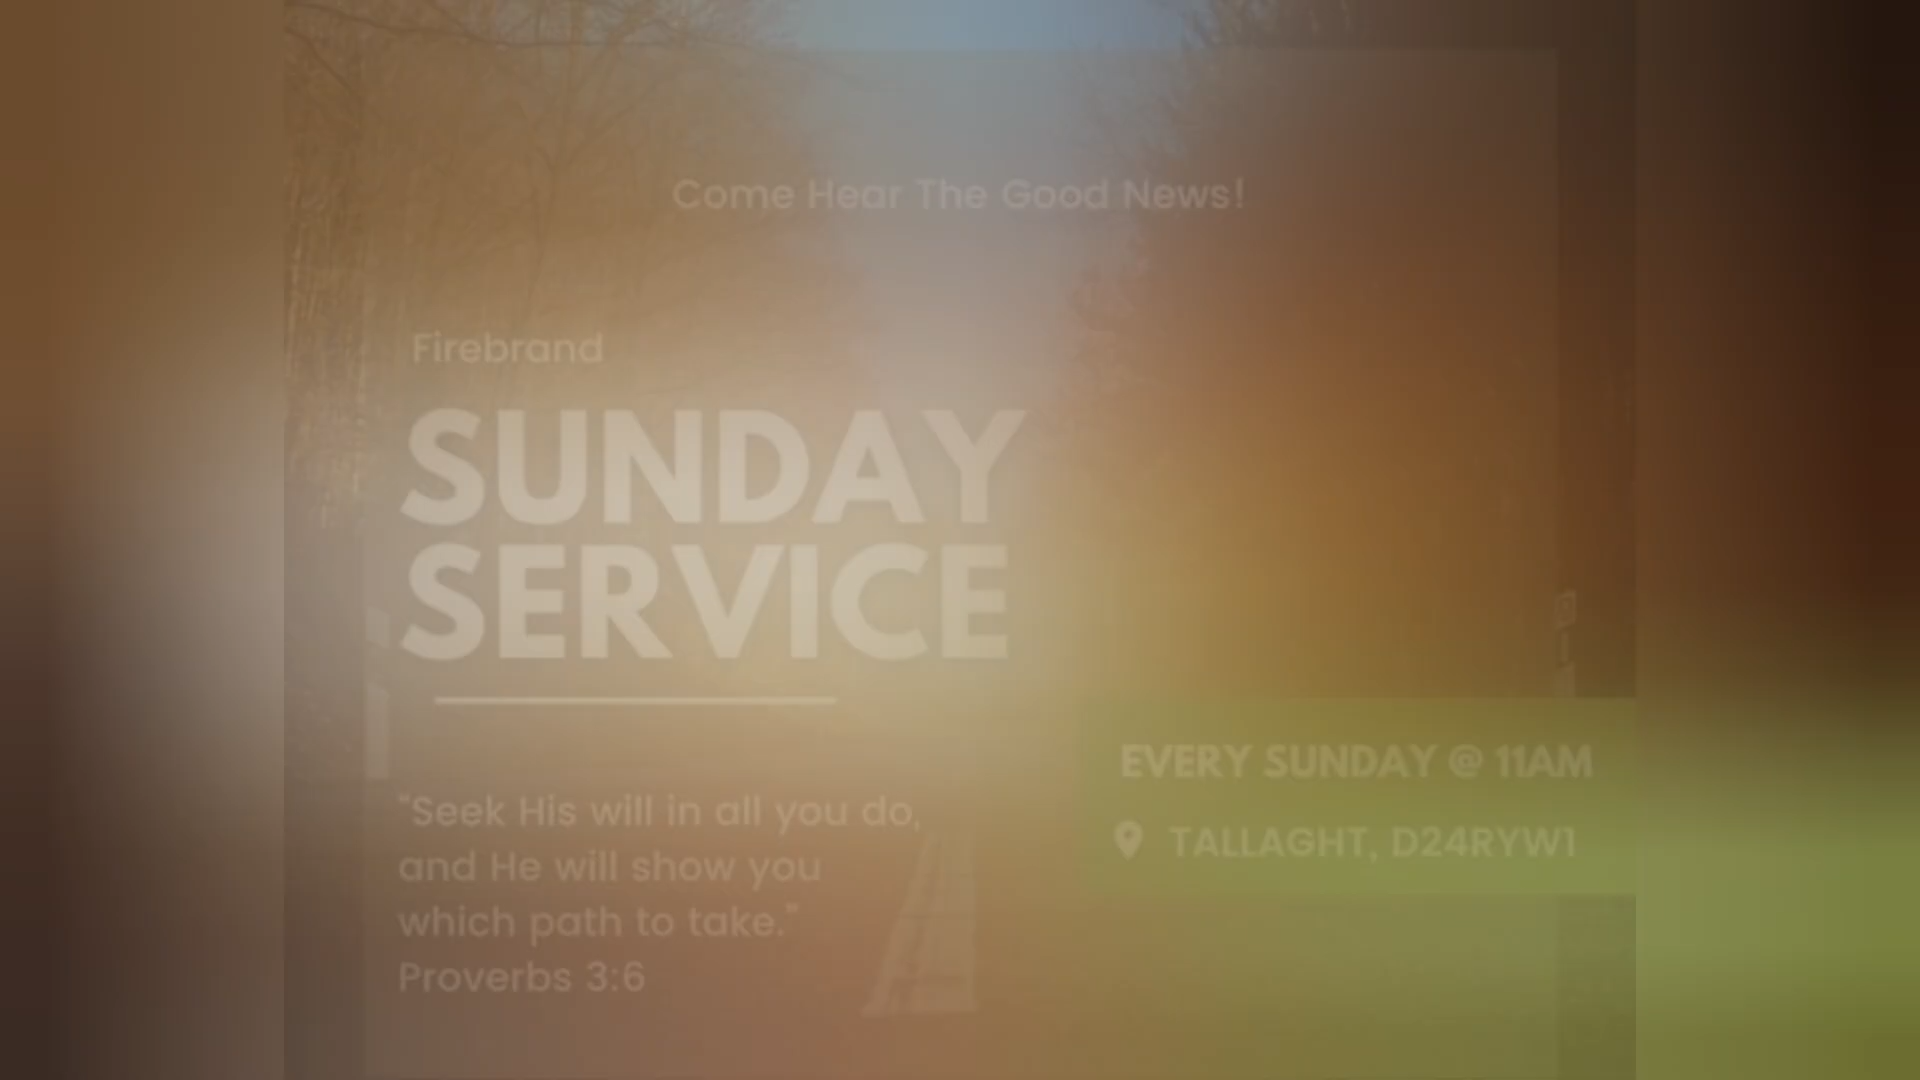 Come Hear The Good News!
Firebrand
SUNDAY
SERVICE
EVERY SUNDAY @ 11AM
TALLAGHT, D24RYW1
"Seek His will in all you do,
and He will show you
which path to take."
Proverbs 3:6